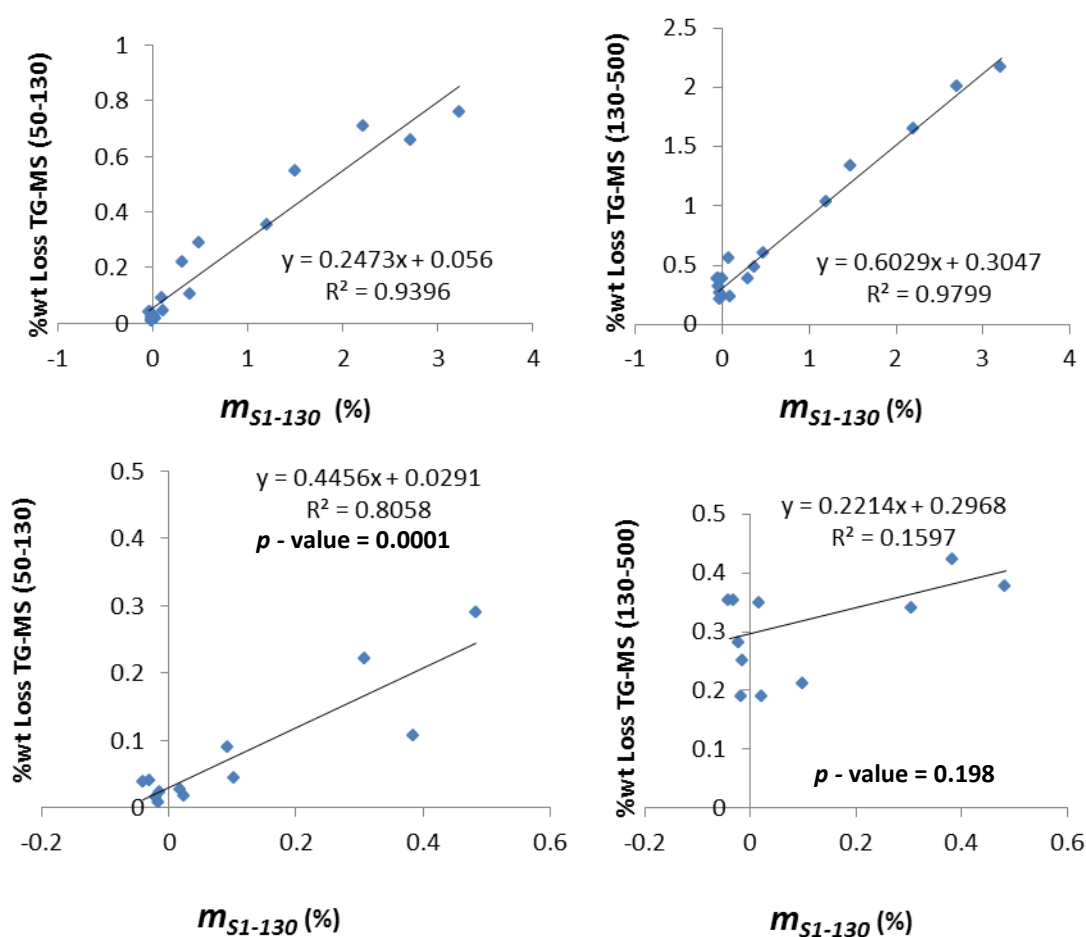 %wt Loss TG-MS (50-130)
1
0.8
0.6
0.4
0.2
0
-1
0
1
2
3
4
y = 0.2473x + 0.056
R² = 0.9396
mS1-130 (%)
%wt Loss TG-MS (130-500)
2.5
2
1.5
1
0.5
0
-1
0
1
2
3
4
y = 0.6029x + 0.3047
R² = 0.9799
mS1-130 (%)
%wt Loss TG-MS (50-130)
0.5
0.4
0.3
0.2
0.1
0
-0.2
0
0.2
0.4
0.6
y = 0.4456x + 0.0291
R² = 0.8058
p - value = 0.0001
mS1-130 (%)
%wt Loss TG-MS (130-500)
0.5
0.4
0.3
0.2
0.1
0
-0.2
0
0.2
0.4
0.6
y = 0.2214x + 0.2968
R² = 0.1597
p - value = 0.198
mS1-130 (%)